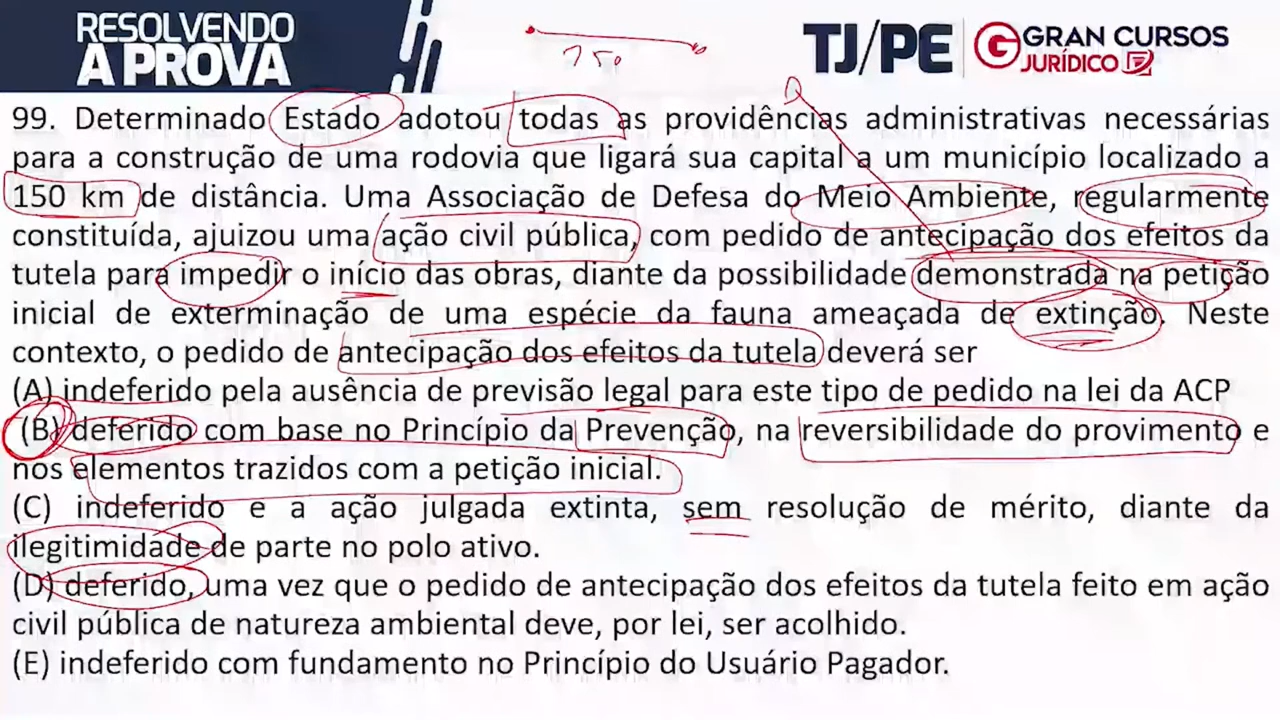 RESOLVENDO
A PROVA
150
TJ/PE
GRAN CURSOS
JURÍDICO
99. Determinado Estado adotou todas as providências administrativas necessárias
para a construção de uma rodovia que ligará sua capital a um município localizado a
150 km de distância. Uma Associação de Defesa do Meio Ambiente, regularmente
constituída, ajuizou uma ação civil pública, com pedido de antecipação dos efeitos da
tutela para impedir o início das obras, diante da possibilidade demonstrada na petição
inicial de exterminação de uma espécie da fauna ameaçada de extinção. Neste
contexto, o pedido de antecipação dos efeitos da tutela deverá ser
(A) indeferido pela ausência de previsão legal para este tipo de pedido na lei da ACP
(B) deferido com base no Princípio da Prevenção, na reversibilidade do provimento e
nos elementos trazidos com a petição inicial.
(C) indeferido e a ação julgada extinta, sem resolução de mérito, diante da
ilegitimidade de parte no polo ativo.
(D) deferido, uma vez que o pedido de antecipação dos efeitos da tutela feito em ação
civil pública de natureza ambiental deve, por lei, ser acolhido.
(E) indeferido com fundamento no Princípio do Usuário Pagador.